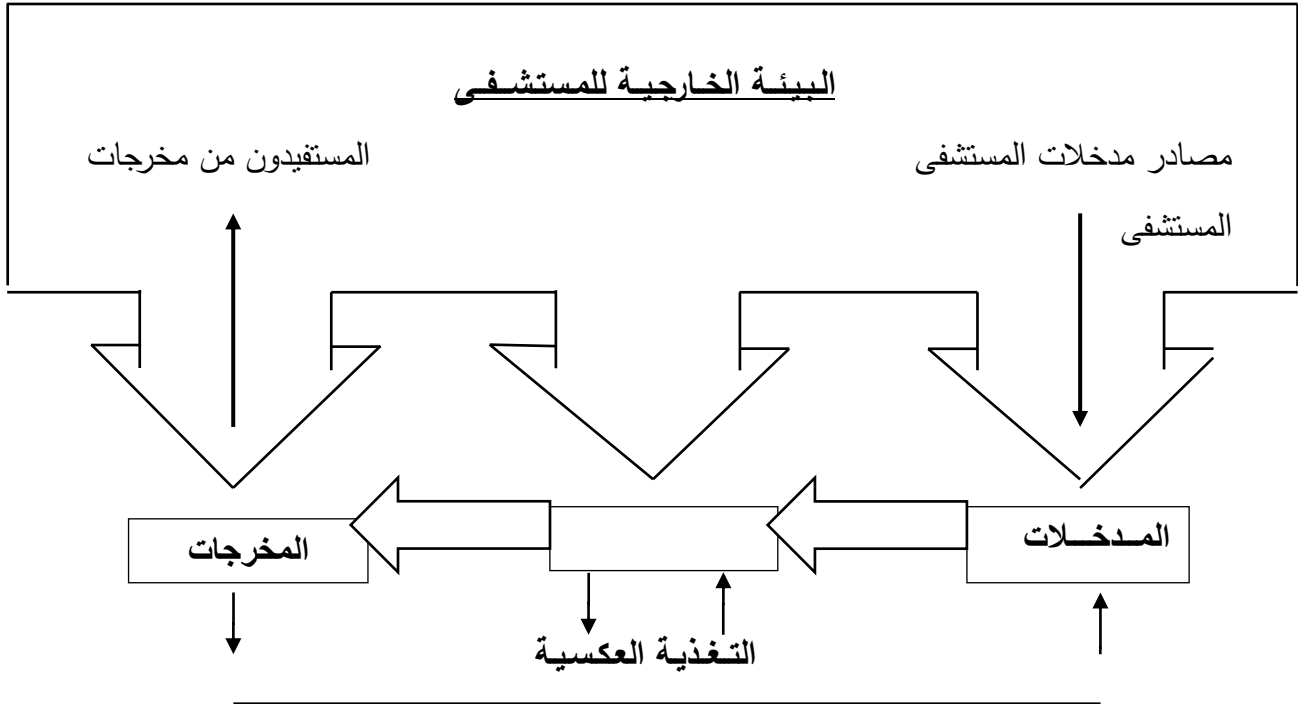 البيئة الخارجية للمستشفى
مصادر مدخلات المستشفى المستفيدون من مخرجات
المستشفى
المدخلات المخرجات
التغذية العكسية